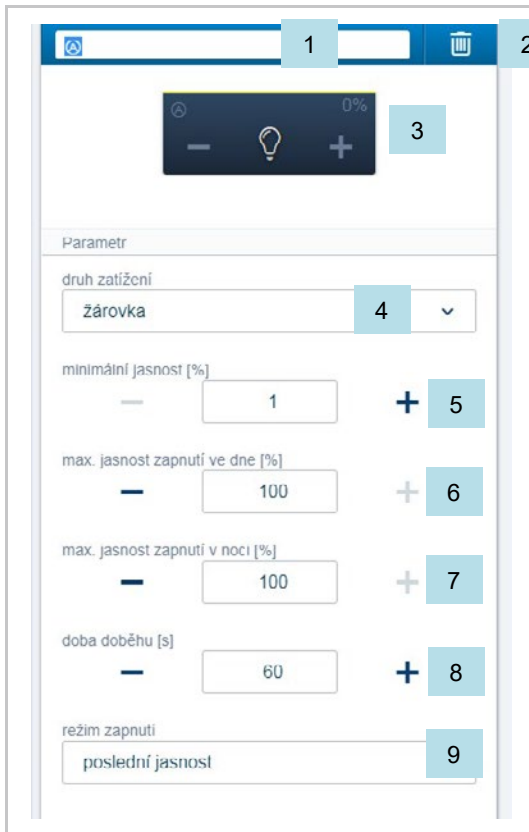 Ⓐ 1 2
Ⓐ 0% 3
Parametr
druh zatížení
žárovka 4
minimální jasnost [%]
1 5
max. jasnost zapnutí ve dne [%]
100 6
max. jasnost zapnutí v noci [%]
100 7
doba doběhu [s]
60 8
režim zapnutí
poslední jasnost 9